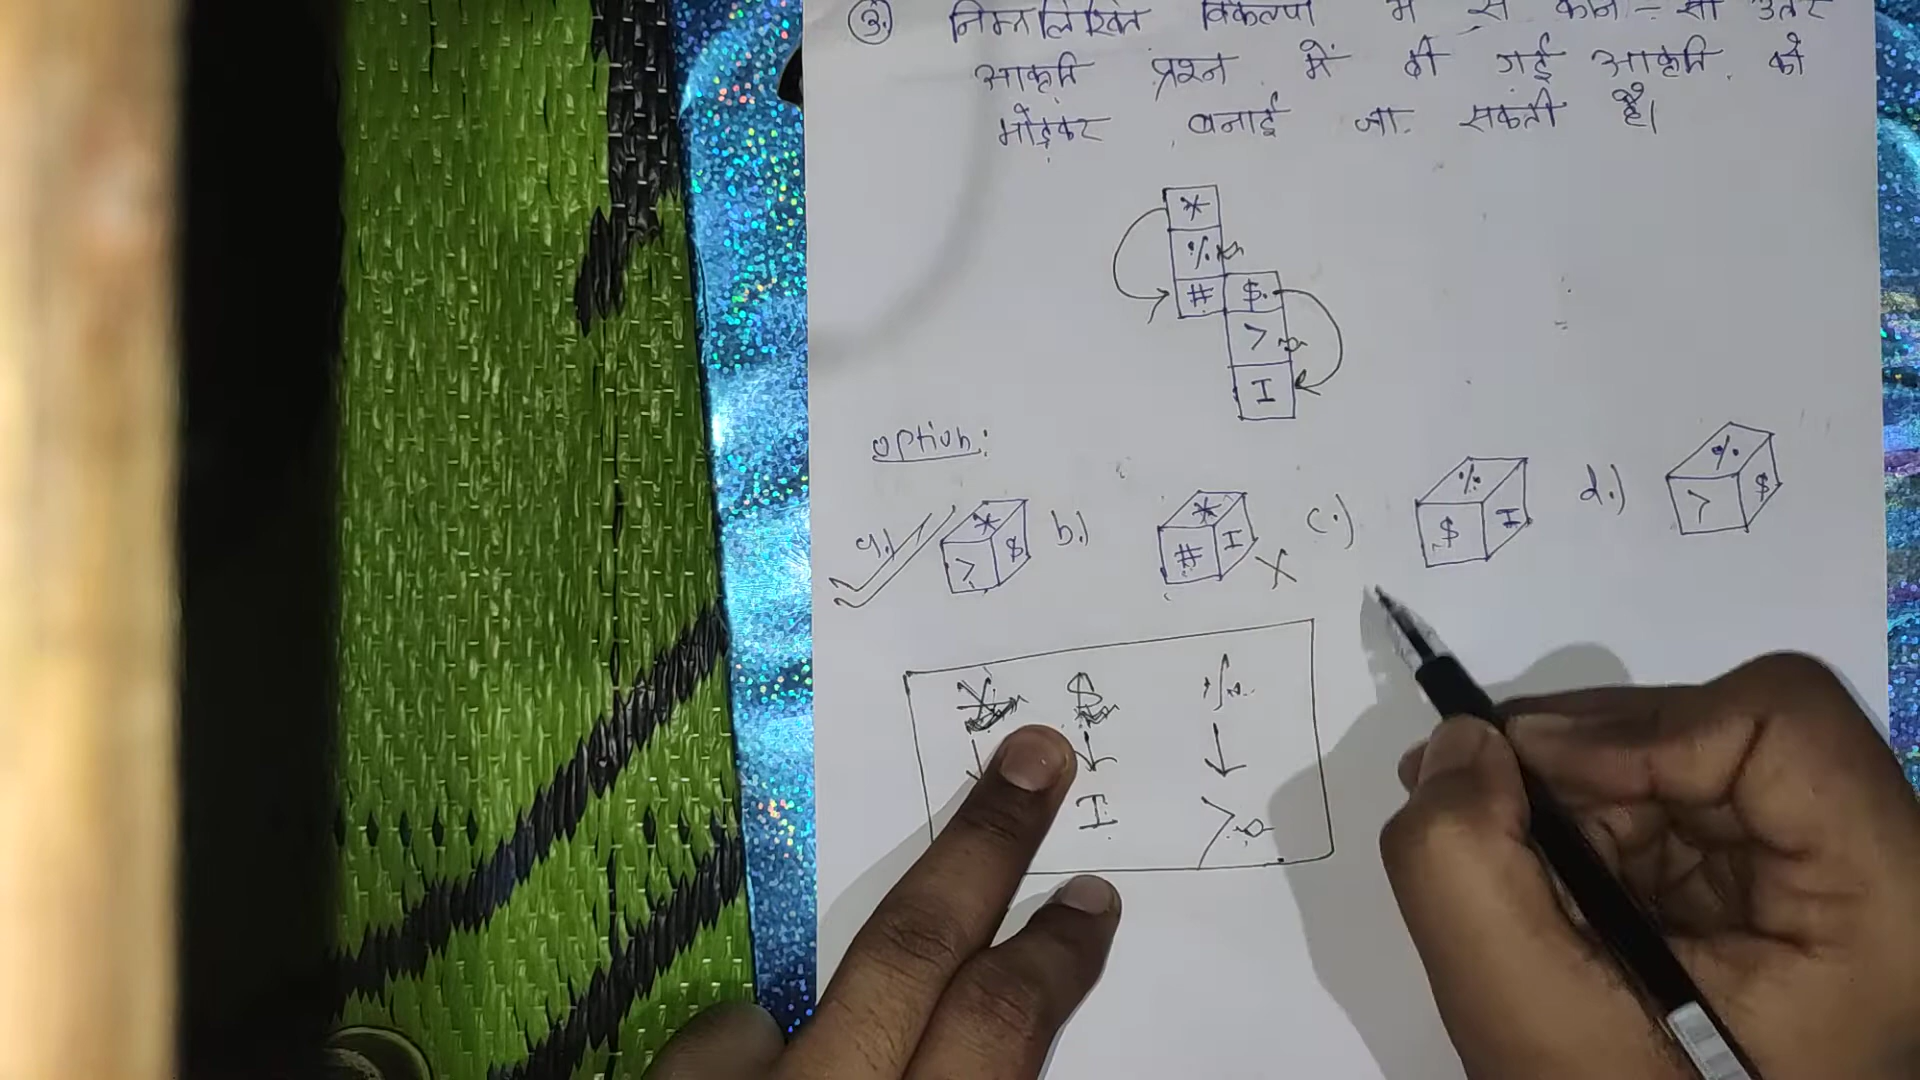 ③. निम्नलिखित विकल्पों में से कौन-सी उत्तर
आकृति प्रश्न में दी गई आकृति को
मोड़कर बनाई जा सकती है।
*
%
# $
>
I
option:
a.) * > $ b.) * # I X c.) % $ I d.) % > $
* $ %
↓ ↓ ↓
I >